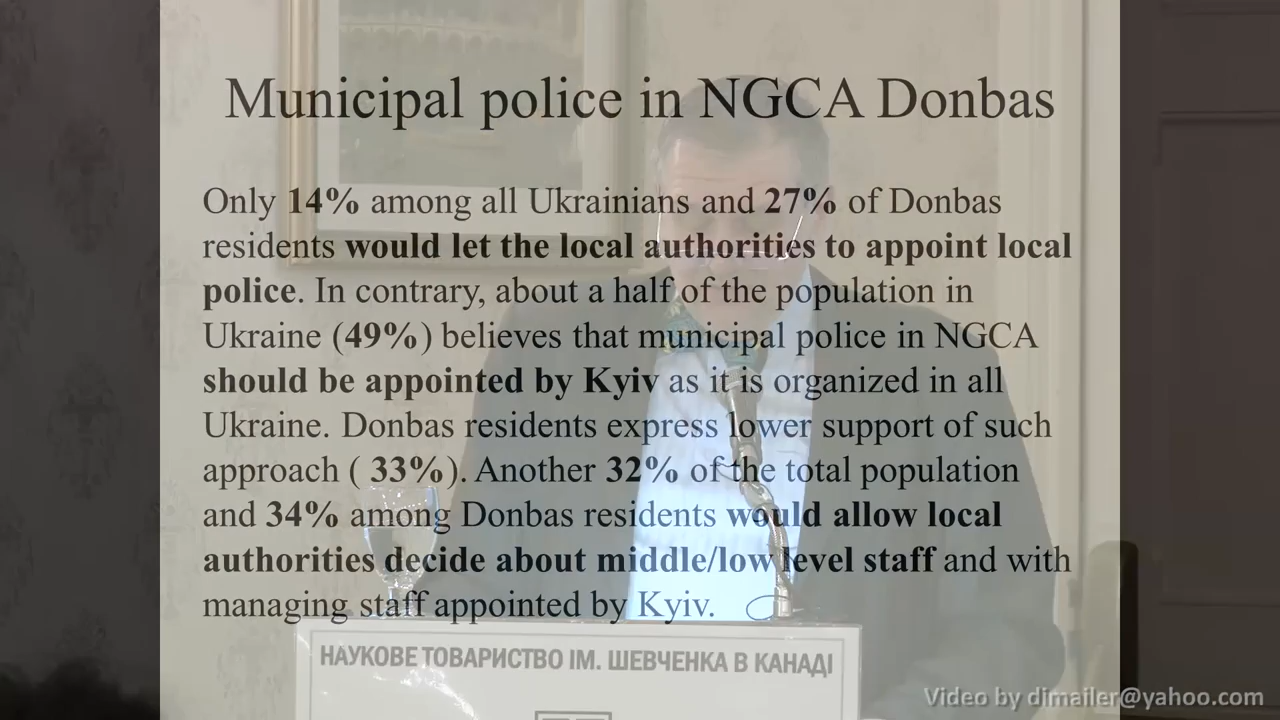 Municipal police in NGCA Donbas
Only 14% among all Ukrainians and 27% of Donbas
residents would let the local authorities to appoint local
police. In contrary, about a half of the population in
Ukraine (49%) believes that municipal police in NGCA
should be appointed by Kyiv as it is organized in all
Ukraine. Donbas residents express lower support of such
approach ( 33%). Another 32% of the total population
and 34% among Donbas residents would allow local
authorities decide about middle/low level staff and with
managing staff appointed by Kyiv.
НАУКОВЕ ТОВАРИСТВО ІМ. ШЕВЧЕНКА В КАНАДІ
Video by dimailer@yahoo.com